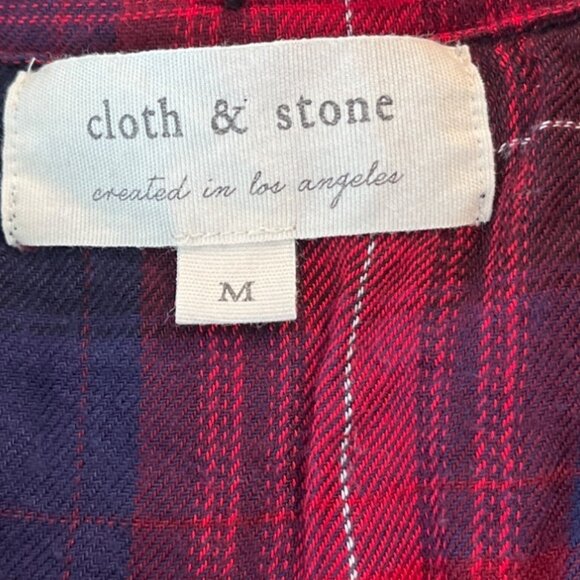 cloth & stone
created in los angeles
M